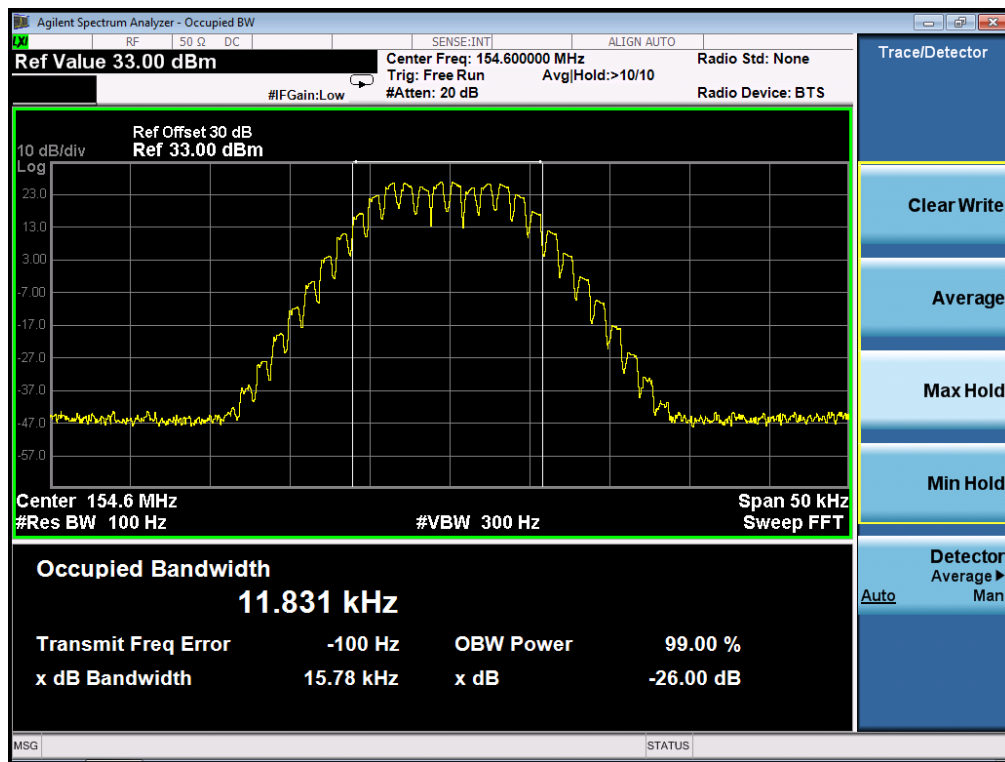 Agilent Spectrum Analyzer - Occupied BW
LXI RF 50 Ω DC SENSE:INT ALIGN AUTO
Ref Value 33.00 dBm
Center Freq: 154.600000 MHz
Radio Std: None
Trig: Free Run Avg|Hold:>10/10
#IFGain:Low
#Atten: 20 dB
Radio Device: BTS
Ref Offset 30 dB
10 dB/div Ref 33.00 dBm
Log
23.0
13.0
3.00
-7.00
-17.0
-27.0
-37.0
-47.0
-57.0
Center 154.6 MHz
Span 50 kHz
#Res BW 100 Hz
#VBW 300 Hz
Sweep FFT
Occupied Bandwidth
11.831 kHz
Transmit Freq Error -100 Hz OBW Power 99.00 %
x dB Bandwidth 15.78 kHz x dB -26.00 dB
MSG
STATUS
Trace/Detector
Clear Write
Average
Max Hold
Min Hold
Detector
Average
Auto Man